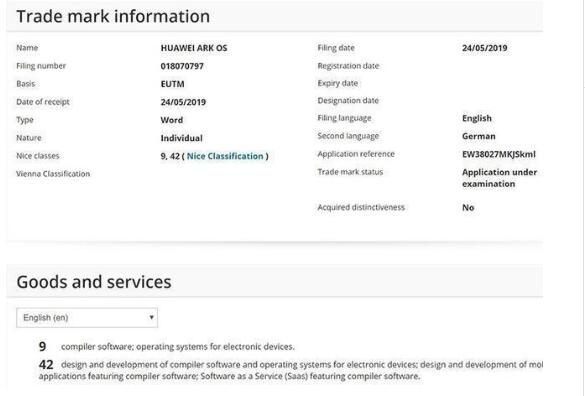 Trade mark information
Name HUAWEI ARK OS Filing date 24/05/2019
Filing number 018070797 Registration date
Basis EUTM Expiry date
Date of receipt 24/05/2019 Designation date
Type Word Filing language English
Nature Individual Second language German
Nice classes 9, 42 ( Nice Classification ) Application reference EW38027MKJSkml
Vienna Classification Trade mark status Application under
examination
Acquired distinctiveness No
Goods and services
English (en)
9 compiler software; operating systems for electronic devices.
42 design and development of compiler software and operating systems for electronic devices; design and development of mol
applications featuring compiler software; Software as a Service (Saas) featuring compiler software.